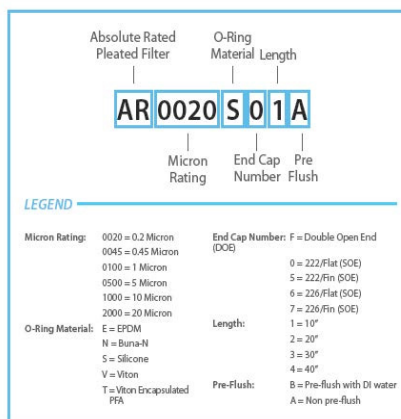 Absolute Rated
Pleated Filter
O-Ring
Material
Length
AR 0020 S 0 1 A
Micron
Rating
End Cap
Number
Pre
Flush
LEGEND
Micron Rating: 0020 = 0.2 Micron
0045 = 0.45 Micron
0100 = 1 Micron
0500 = 5 Micron
1000 = 10 Micron
2000 = 20 Micron
O-Ring Material: E = EPDM
N = Buna-N
S = Silicone
V = Viton
T = Viton Encapsulated
PFA
End Cap Number: F = Double Open End
(DOE)
0 = 222/Flat (SOE)
5 = 222/Fin (SOE)
6 = 226/Flat (SOE)
7 = 226/Fin (SOE)
Length: 1 = 10"
2 = 20"
3 = 30"
4 = 40"
Pre-Flush: B = Pre-flush with DI water
A = Non pre-flush